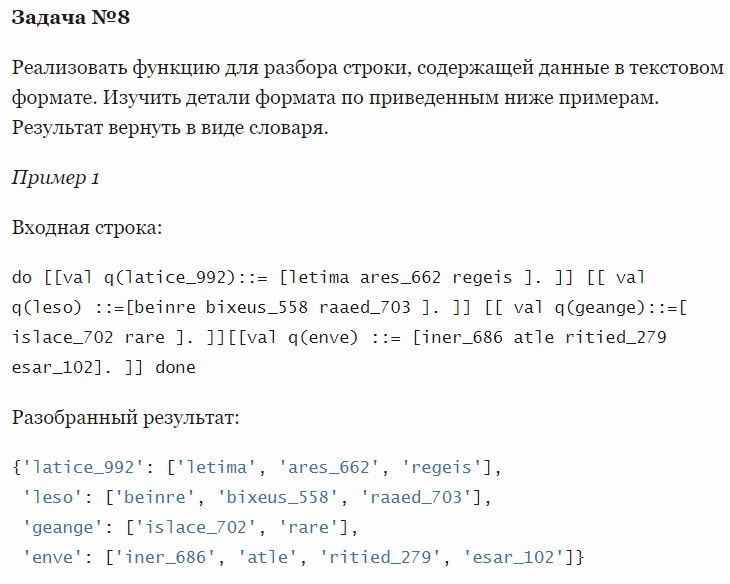 Задача №8
Реализовать функцию для разбора строки, содержащей данные в текстовом
формате. Изучить детали формата по приведенным ниже примерам.
Результат вернуть в виде словаря.
Пример 1
Входная строка:
do [[val q(latice_992)::= [letima ares_662 regeis ]. ]] [[ val
q(leso) ::=[beinre bixeus_558 raaed_703 ]. ]] [[ val q(geange)::=[
islace_702 rare ]. ]][[val q(enve) ::= [iner_686 atle ritied_279
esar_102]. ]] done
Разобранный результат:
{'latice_992': ['letima', 'ares_662', 'regeis'],
'leso': ['beinre', 'bixeus_558', 'raaed_703'],
'geange': ['islace_702', 'rare'],
'enve': ['iner_686', 'atle', 'ritied_279', 'esar_102']}